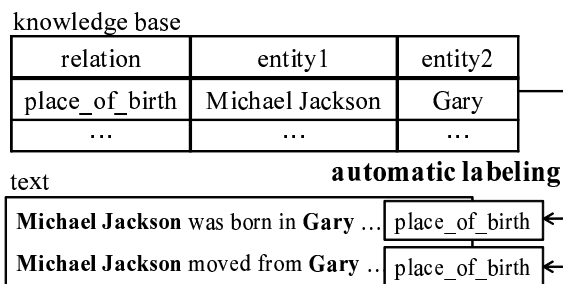 knowledge base
relation entity1 entity2
place_of_birth Michael Jackson Gary
... ... ...
automatic labeling
text
Michael Jackson was born in Gary ... place_of_birth
Michael Jackson moved from Gary ... place_of_birth